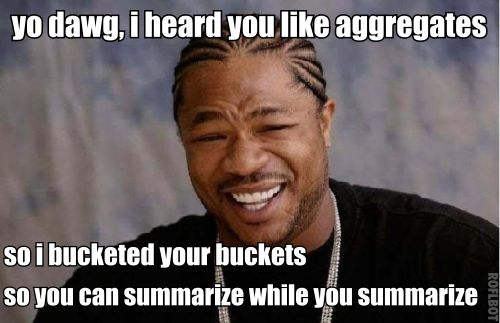 yo dawg, i heard you like aggregates
so i bucketed your buckets
so you can summarize while you summarize
ROFLBOT